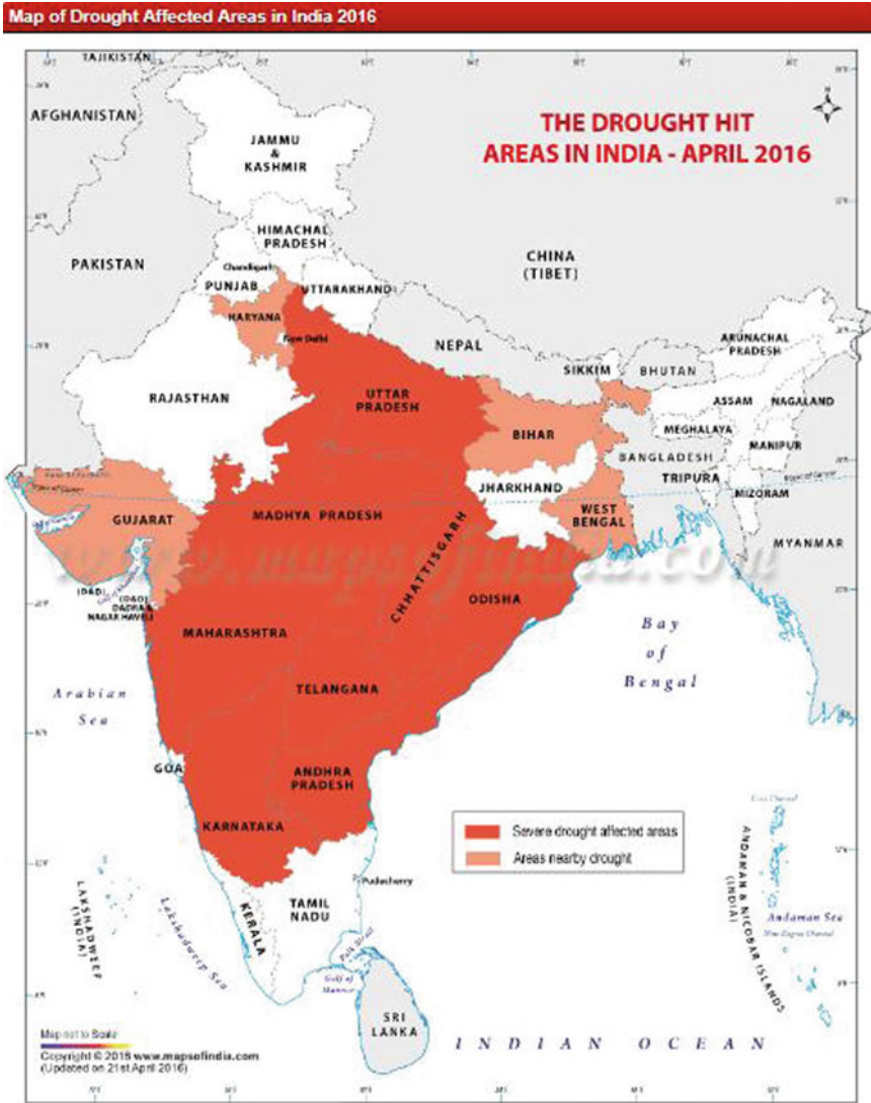 Map of Drought Affected Areas in India 2016
THE DROUGHT HIT
AREAS IN INDIA - APRIL 2016
TAJIKISTAN
AFGHANISTAN
JAMMU
&
KASHMIR
HIMACHAL
PRADESH
CHINA
(TIBET)
PAKISTAN
Chandigarh
PUNJAB
UTTARAKHAND
HARYANA
New Delhi
NEPAL
ARUNACHAL
PRADESH
SIKKIM
BHUTAN
RAJASTHAN
UTTAR
PRADESH
ASSAM
NAGALAND
MEGHALAYA
BIHAR
MANIPUR
BANGLADESH
TRIPURA
JHARKHAND
MIZORAM
GUJARAT
MADHYA PRADESH
WEST
BENGAL
MYANMAR
www.mapsofindia.com
CHHATTISGARH
(D&D)
(D&D)
DADRA &
NAGAR HAVELI
ODISHA
MAHARASHTRA
Bay
of
Bengal
TELANGANA
Arabian
Sea
GOA
ANDHRA
PRADESH
KARNATAKA
Severe drought affected areas
Areas nearby drought
Puducherry
LAKSHADWEEP
(INDIA)
Lakshadweep Sea
KERALA
TAMIL
NADU
ANDAMAN & NICOBAR ISLANDS
(INDIA)
Andaman Sea
Palk Strait
Gulf of
Mannar
SRI
LANKA
INDIAN OCEAN
Map not to Scale
Copyright © 2016 www.mapsofindia.com
(Updated on 21st April 2016)